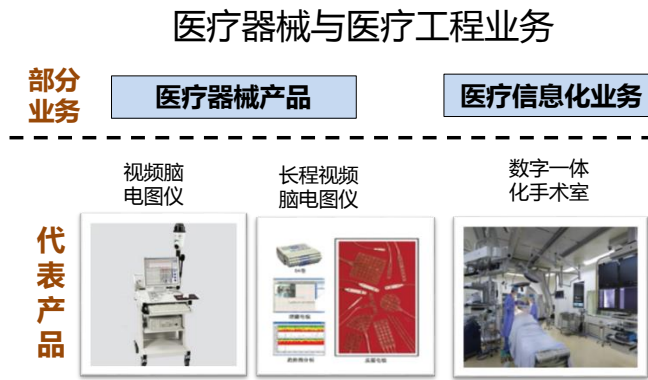 医疗器械与医疗工程业务
部分
业务
医疗器械产品
医疗信息化业务
视频脑
电图仪
长程视频
脑电图仪
数字一体
化手术室
代
表
产
品